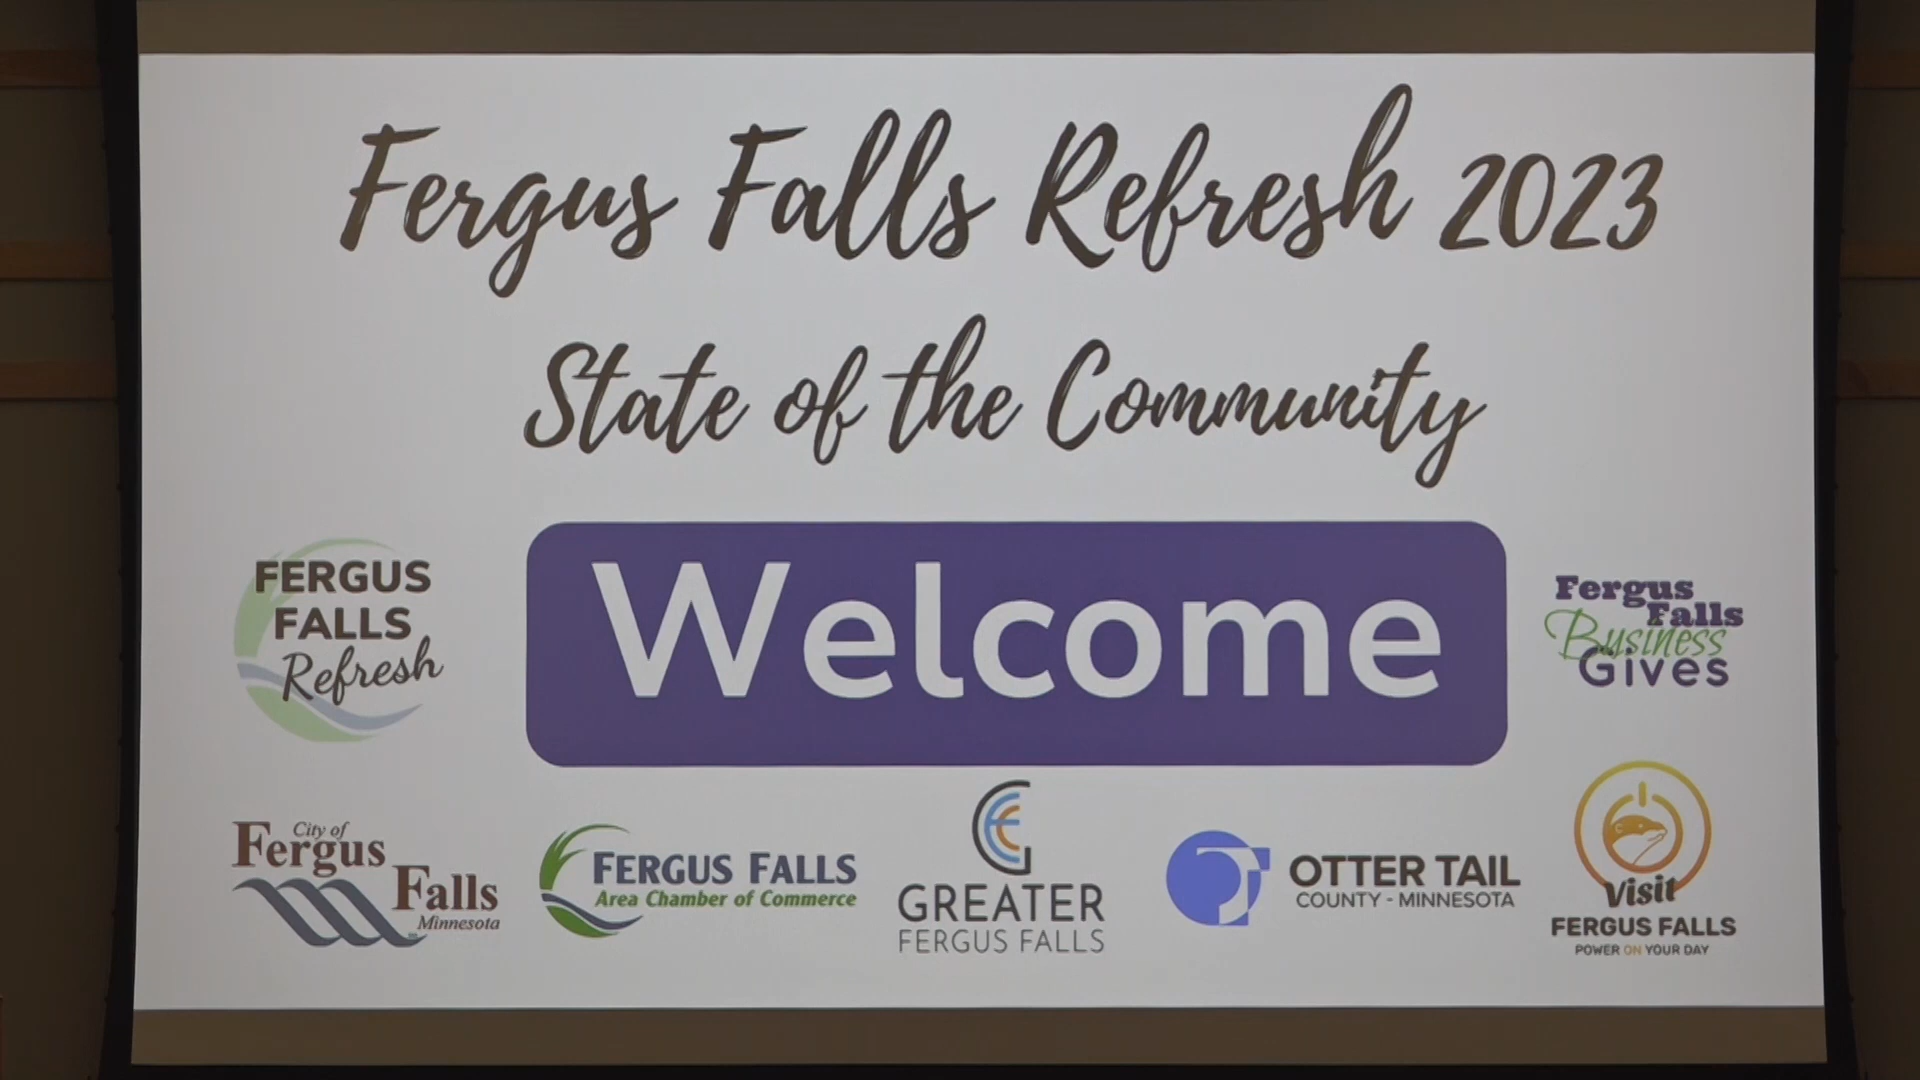 Fergus Falls Refresh 2023
State of the Community
Welcome
FERGUS
FALLS
Refresh
Fergus
Falls
Business
Gives
City of
Fergus
Falls
Minnesota
FERGUS FALLS
Area Chamber of Commerce
GREATER
FERGUS FALLS
OTTER TAIL
COUNTY - MINNESOTA
Visit
FERGUS FALLS
POWER ON YOUR DAY